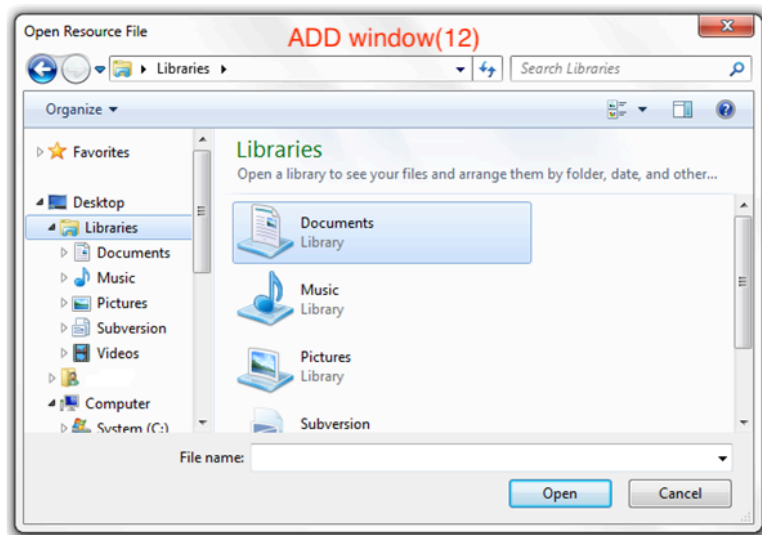 Open Resource File
ADD window(12)
Libraries
Search Libraries
Organize
Favorites
Desktop
Libraries
Documents
Music
Pictures
Subversion
Videos
Computer
System (C:)
Libraries
Open a library to see your files and arrange them by folder, date, and other...
Documents
Library
Music
Library
Pictures
Library
Subversion
File name:
Open
Cancel